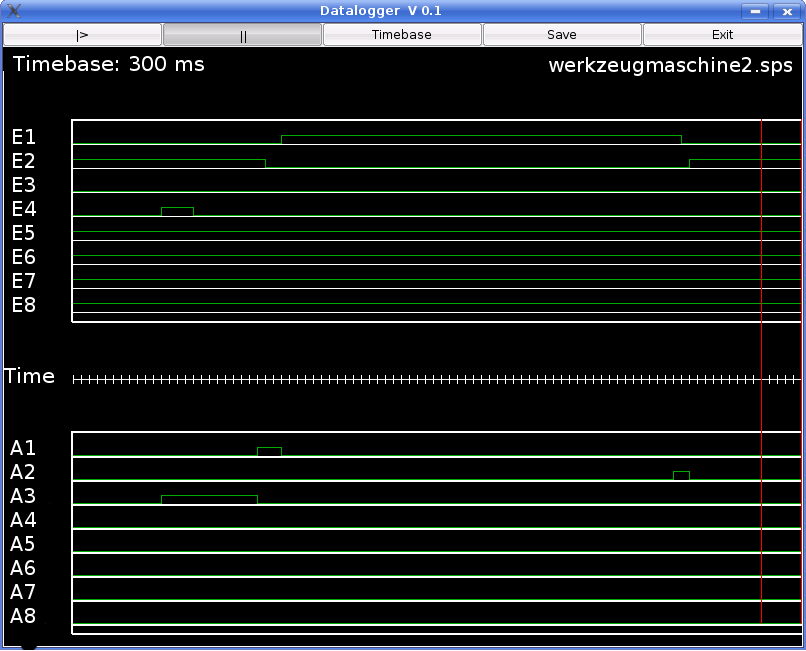 Datalogger V 0.1
|> || Timebase Save Exit
Timebase: 300 ms
werkzeugmaschine2.sps
E1
E2
E3
E4
E5
E6
E7
E8
Time
A1
A2
A3
A4
A5
A6
A7
A8